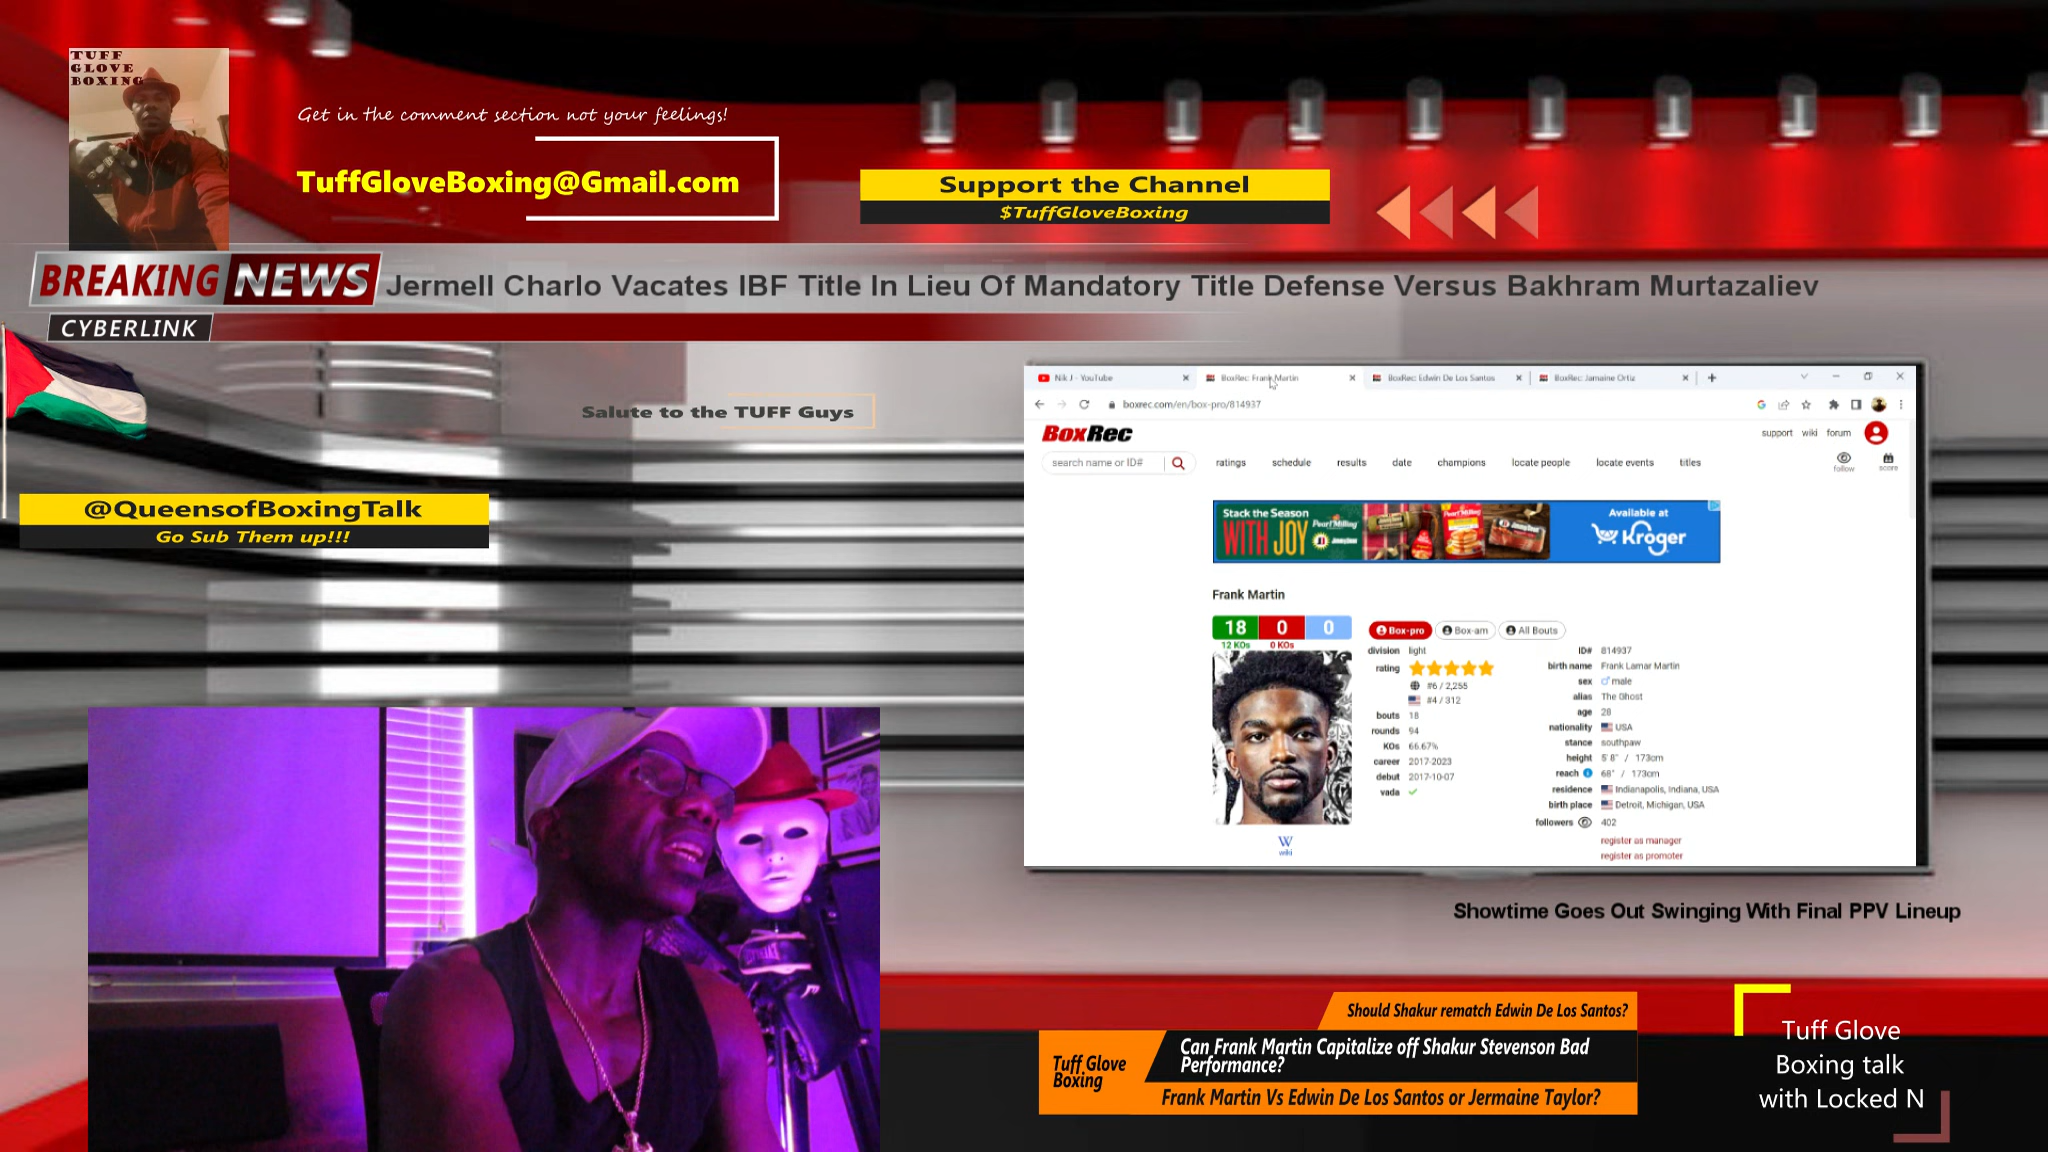 TUFF
GLOVE
BOXING
Get in the comment section not your feelings!
TuffGloveBoxing@Gmail.com
Support the Channel
$TuffGloveBoxing
BREAKING NEWS
Jermell Charlo Vacates IBF Title In Lieu Of Mandatory Title Defense Versus Bakhram Murtazaliev
CYBERLINK
Salute to the TUFF Guys
@QueensofBoxingTalk
Go Sub Them up!!!
Nik J - YouTube
BoxRec: Frank Martin
BoxRec: Edwin De Los Santos
BoxRec: Jamaine Ortiz
boxrec.com/en/box-pro/814937
BoxRec
support wiki forum
search name or ID#
ratings schedule results date champions locate people locate events titles
follow score
Stack the Season
WITH JOY
Pearl Milling
Available at
Kroger
Frank Martin
18 0 0
12 KOs 0 KOs
Box-pro Box-am All Bouts
division light
rating
#6 / 2,255
#4 / 312
bouts 18
rounds 94
KOs 66.67%
career 2017-2023
debut 2017-10-07
vada
ID# 814937
birth name Frank Lamar Martin
sex male
alias The Ghost
age 28
nationality USA
stance southpaw
height 5' 8" / 173cm
reach 68" / 173cm
residence Indianapolis, Indiana, USA
birth place Detroit, Michigan, USA
followers 402
register as manager
register as promoter
W
wiki
Showtime Goes Out Swinging With Final PPV Lineup
Should Shakur rematch Edwin De Los Santos?
Tuff Glove
Boxing
Can Frank Martin Capitalize off Shakur Stevenson Bad
Performance?
Frank Martin Vs Edwin De Los Santos or Jermaine Taylor?
Tuff Glove
Boxing talk
with Locked N